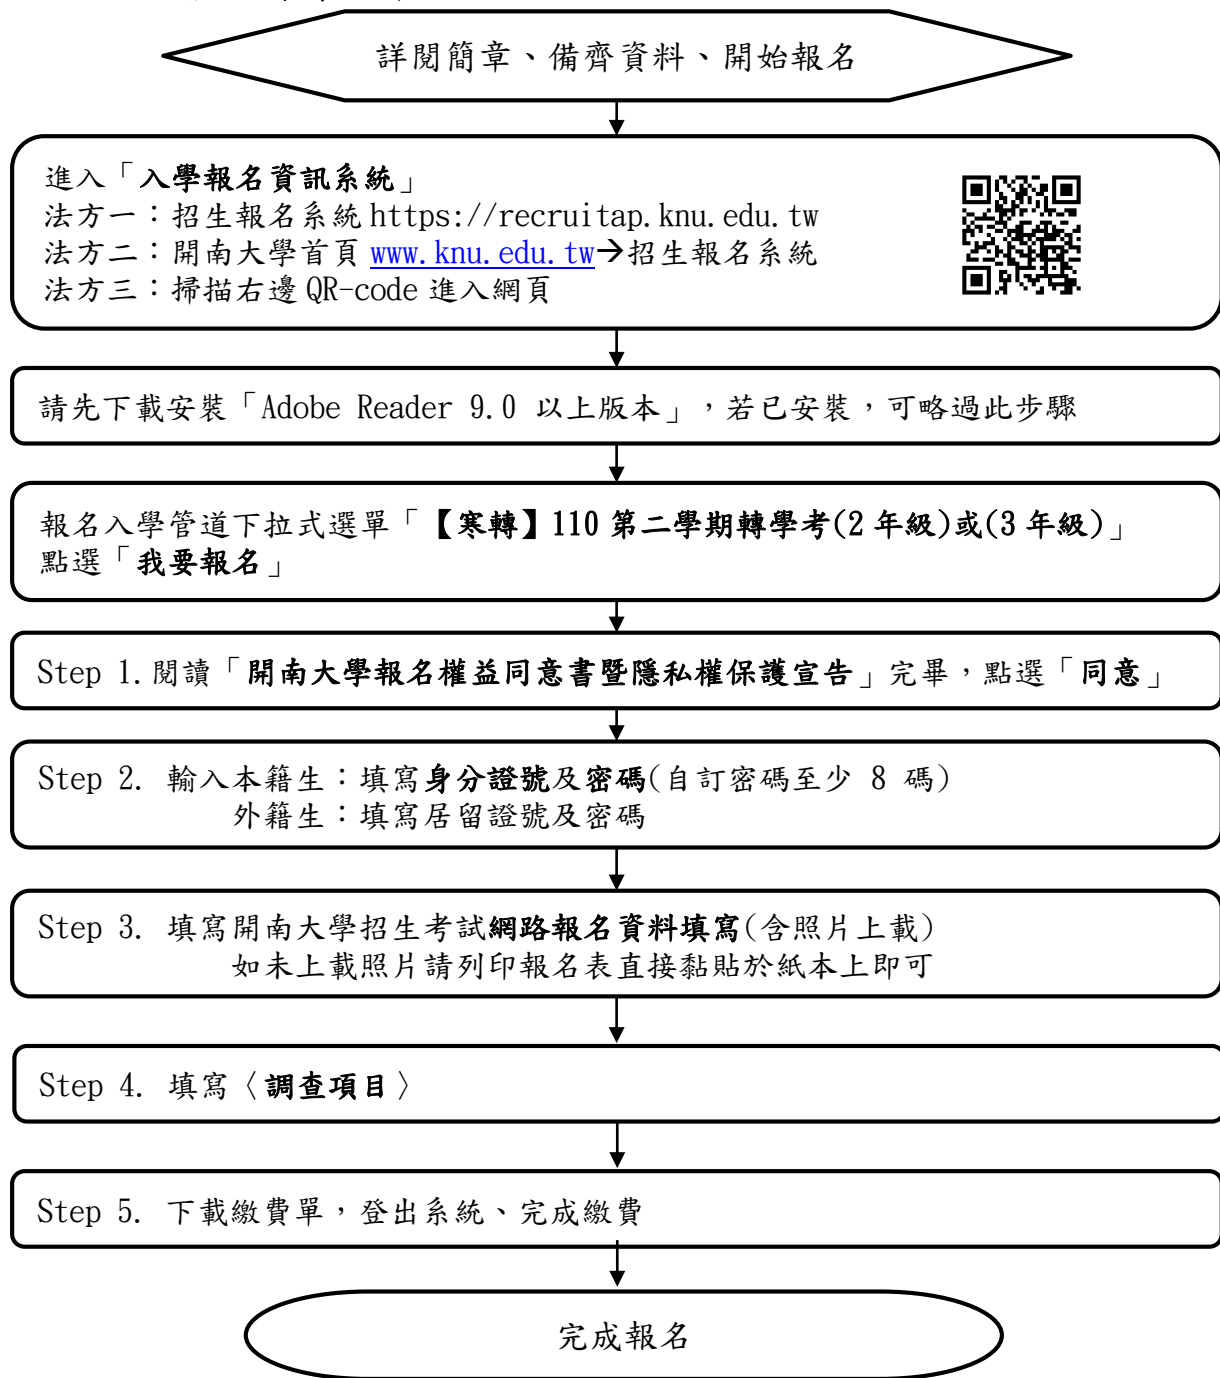 詳閱簡章、備齊資料、開始報名
進入「入學報名資訊系統」
法方一：招生報名系統 https://recruitap.knu.edu.tw
法方二：開南大學首頁 www.knu.edu.tw→招生報名系統
法方三：掃描右邊 QR-code 進入網頁
請先下載安裝「Adobe Reader 9.0 以上版本」，若已安裝，可略過此步驟
報名入學管道下拉式選單「【寒轉】110 第二學期轉學考(2 年級)或(3 年級)」
點選「我要報名」
Step 1.閱讀「開南大學報名權益同意書暨隱私權保護宣告」完畢，點選「同意」
Step 2. 輸入本籍生：填寫身分證號及密碼(自訂密碼至少 8 碼)
外籍生：填寫居留證號及密碼
Step 3. 填寫開南大學招生考試網路報名資料填寫(含照片上載)
如未上載照片請列印報名表直接黏貼於紙本上即可
Step 4. 填寫〈調查項目〉
Step 5. 下載繳費單，登出系統、完成繳費
完成報名